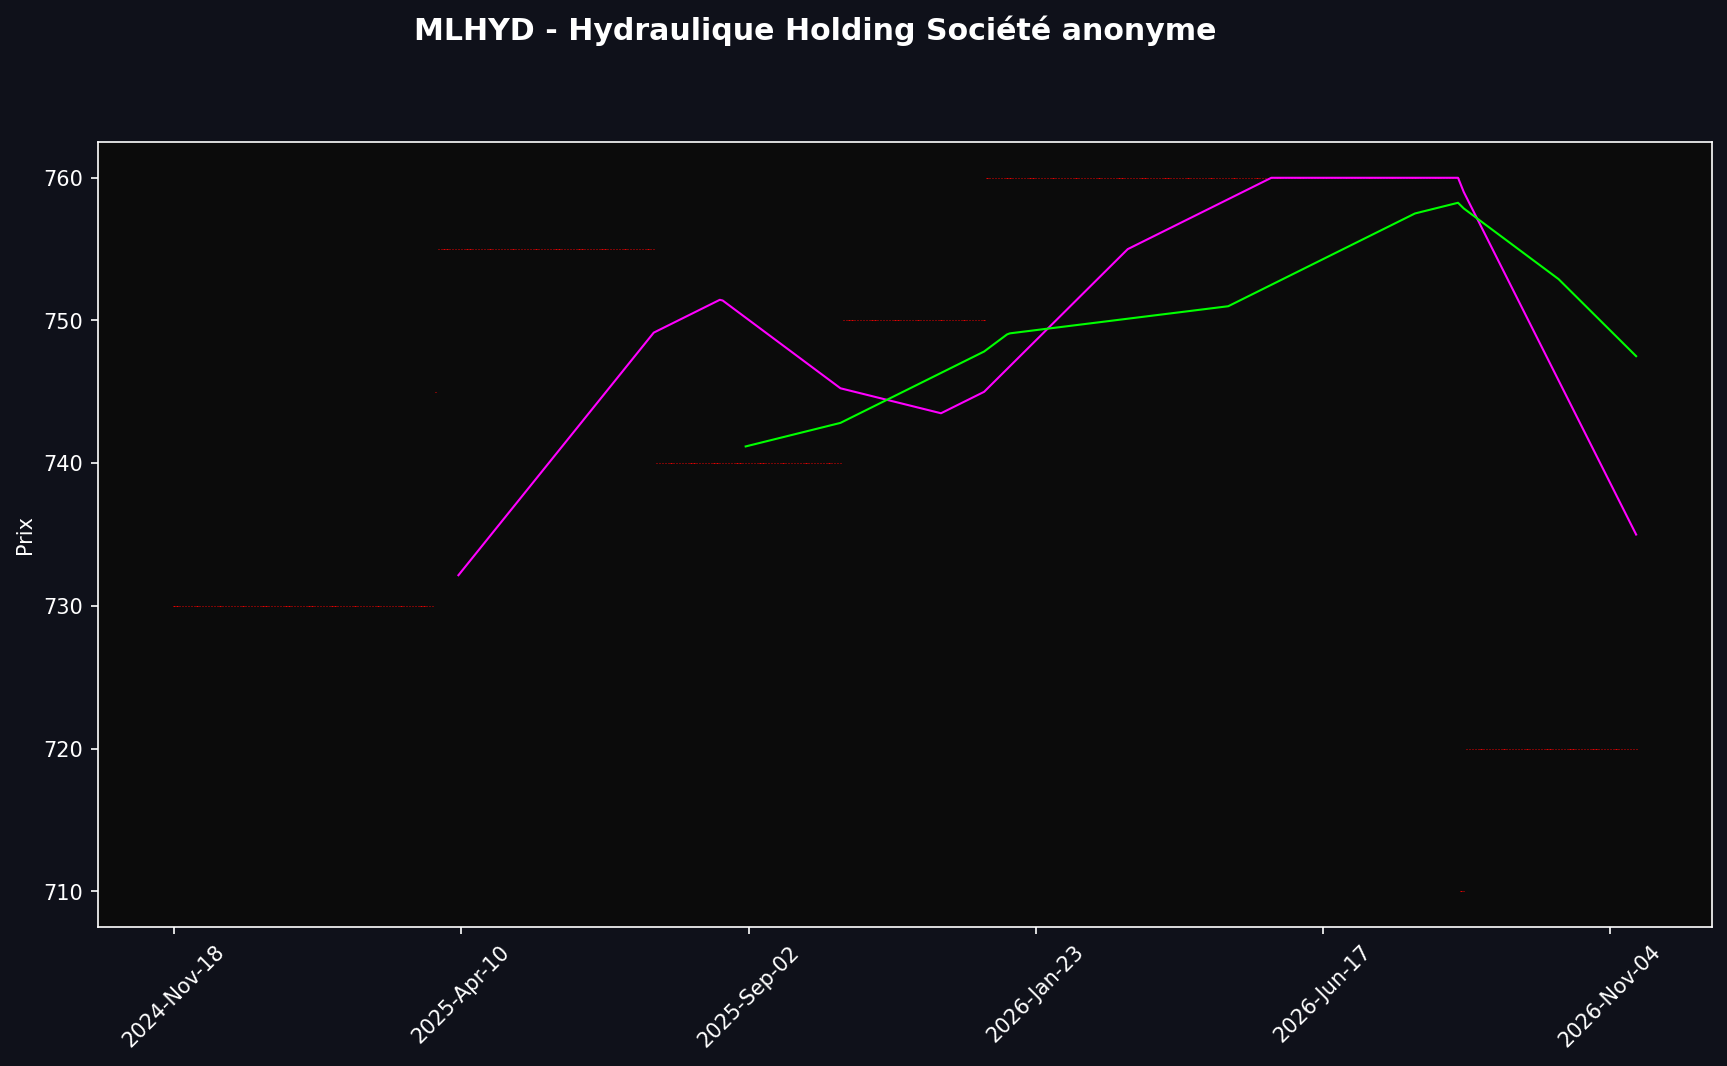 MLHYD - Hydraulique Holding Société anonyme
760
750
740
730
720
710
Prix
2024-Nov-18
2025-Apr-10
2025-Sep-02
2026-Jan-23
2026-Jun-17
2026-Nov-04